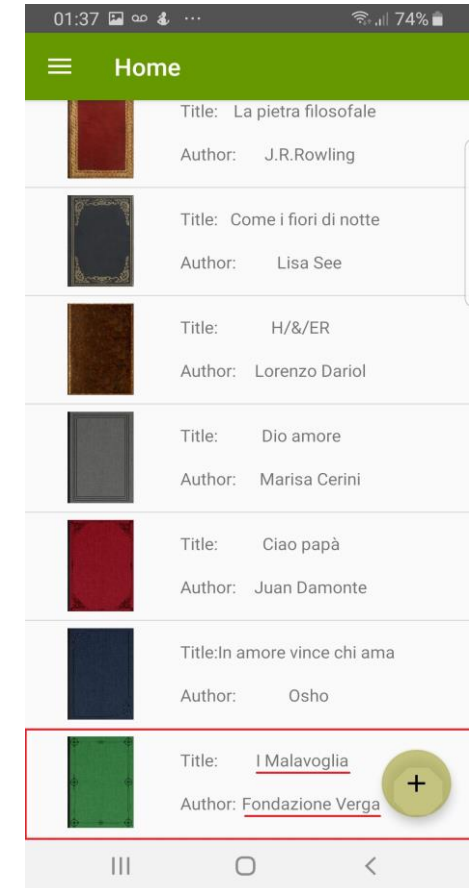 01:37 74%
Home
Title: La pietra filosofale
Author: J.R.Rowling
Title: Come i fiori di notte
Author: Lisa See
Title: H/&/ER
Author: Lorenzo Dariol
Title: Dio amore
Author: Marisa Cerini
Title: Ciao papà
Author: Juan Damonte
Title:In amore vince chi ama
Author: Osho
Title: I Malavoglia
Author: Fondazione Verga
+